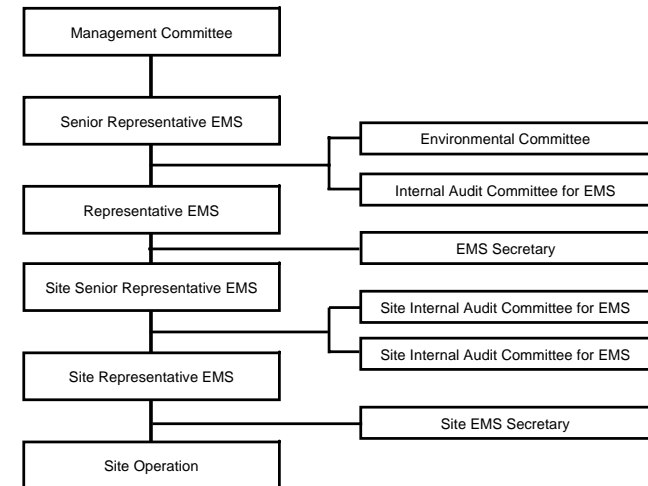 Management Committee
Senior Representative EMS
Environmental Committee
Internal Audit Committee for EMS
Representative EMS
EMS Secretary
Site Senior Representative EMS
Site Internal Audit Committee for EMS
Site Internal Audit Committee for EMS
Site Representative EMS
Site EMS Secretary
Site Operation